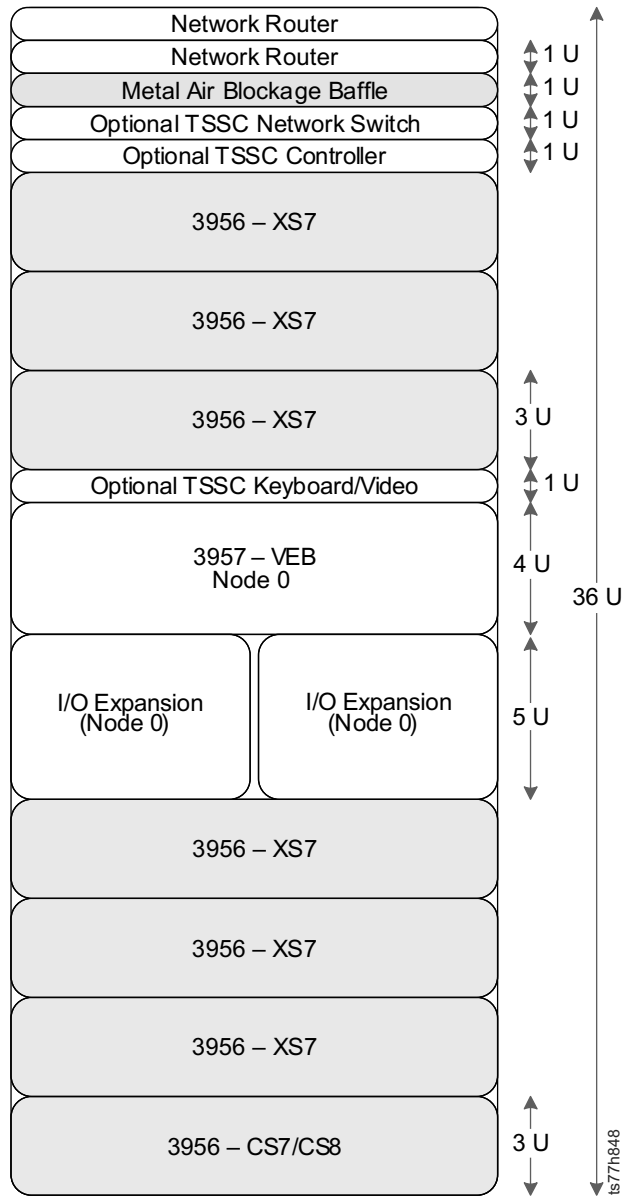 Network Router
Network Router
1 U
Metal Air Blockage Baffle
1 U
Optional TSSC Network Switch
1 U
Optional TSSC Controller
1 U
3956 – XS7
3956 – XS7
3956 – XS7
3 U
Optional TSSC Keyboard/Video
1 U
3957 – VEB
Node 0
4 U
36 U
I/O Expansion
(Node 0)
I/O Expansion
(Node 0)
5 U
3956 – XS7
3956 – XS7
3956 – XS7
3956 – CS7/CS8
3 U
ts77h848